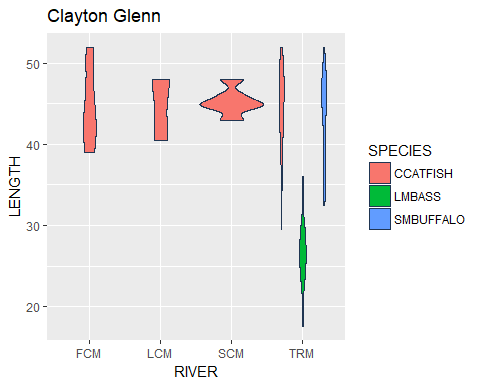 Clayton Glenn
50
40
30
20
LENGTH
FCM LCM SCM TRM
RIVER
SPECIES
CCATFISH
LMBASS
SMBUFFALO